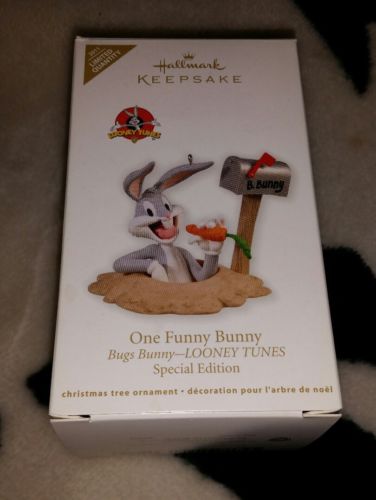 2011
LIMITED
QUANTITY
Hallmark
KEEPSAKE
LOONEY TUNES
B. Bunny
One Funny Bunny
Bugs Bunny—LOONEY TUNES
Special Edition
christmas tree ornament • décoration pour l'arbre de noël